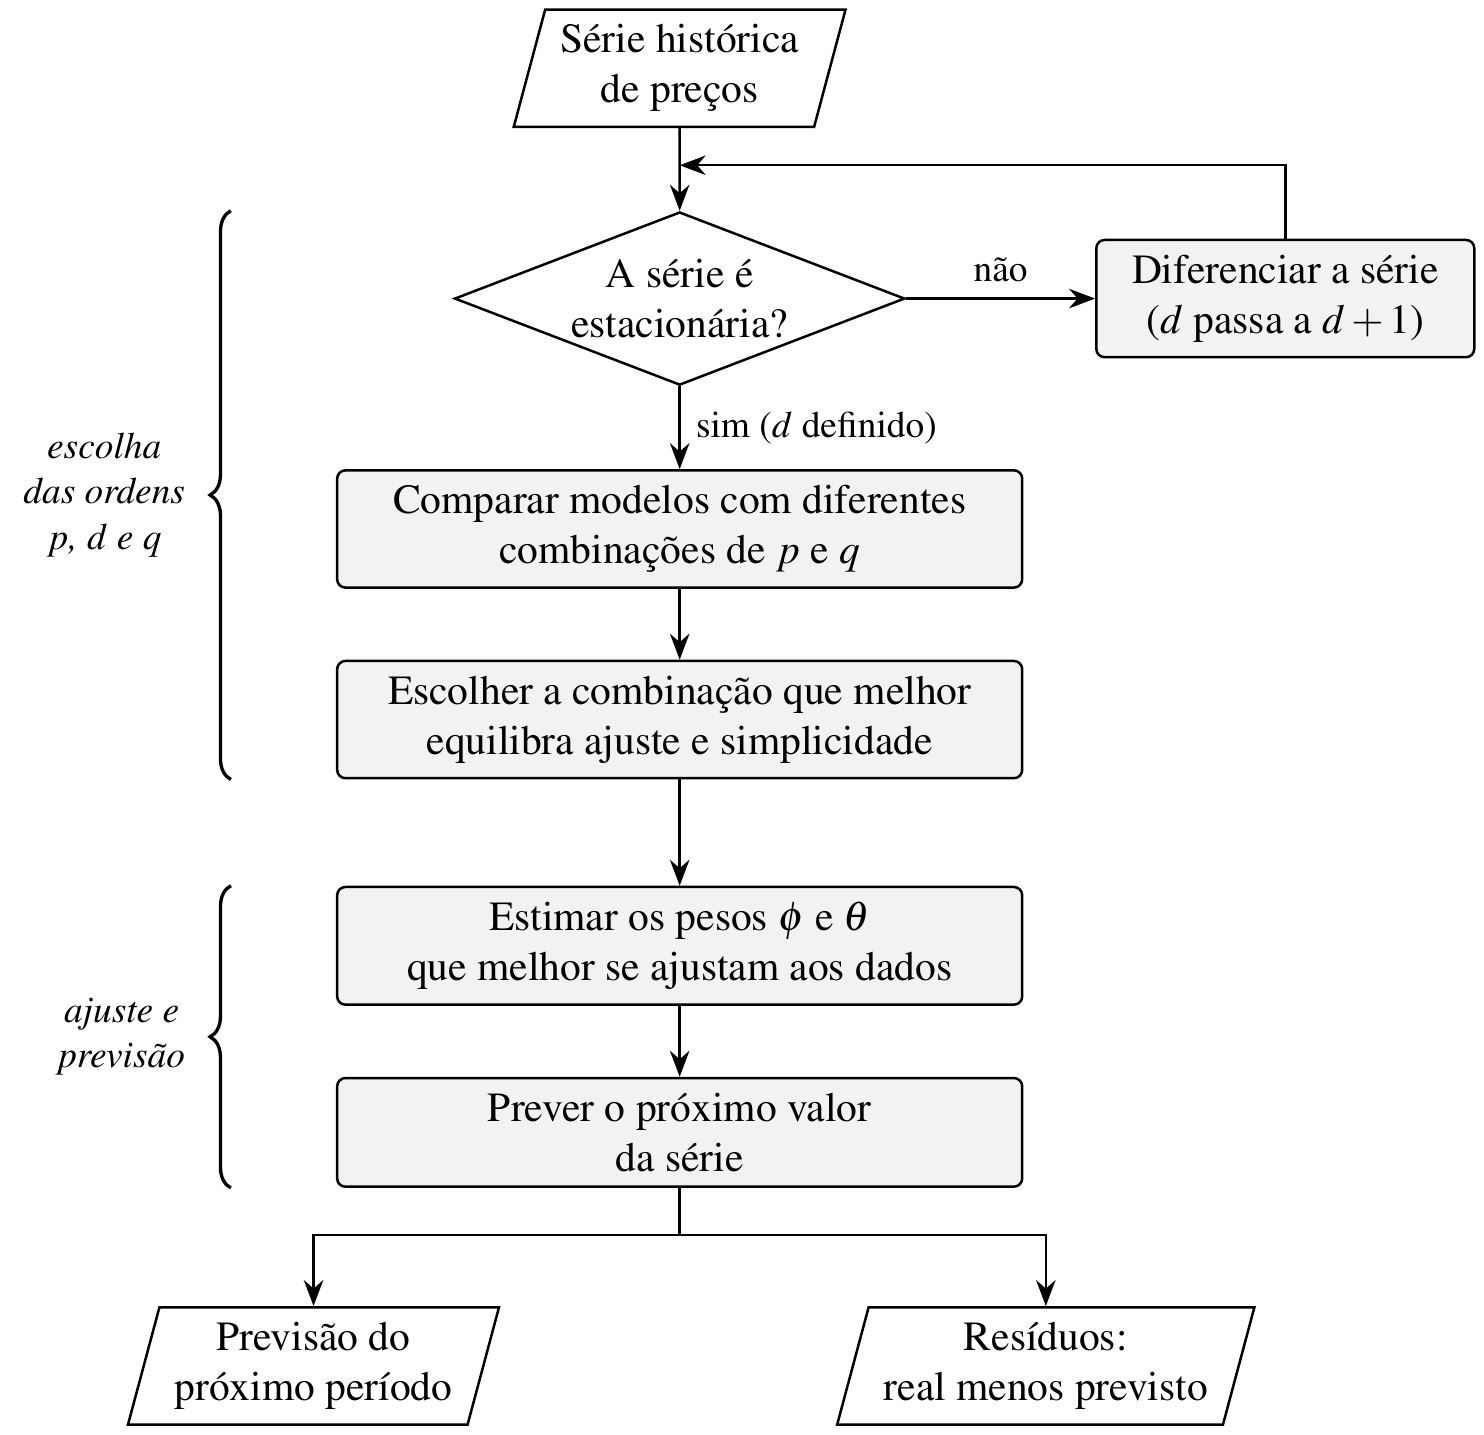 Série histórica
de preços
A série é
estacionária?
não
Diferenciar a série
(d passa a d + 1)
sim (d definido)
escolha
das ordens
p, d e q
Comparar modelos com diferentes
combinações de p e q
Escolher a combinação que melhor
equilibra ajuste e simplicidade
ajuste e
previsão
Estimar os pesos ϕ e θ
que melhor se ajustam aos dados
Prever o próximo valor
da série
Previsão do
próximo período
Resíduos:
real menos previsto